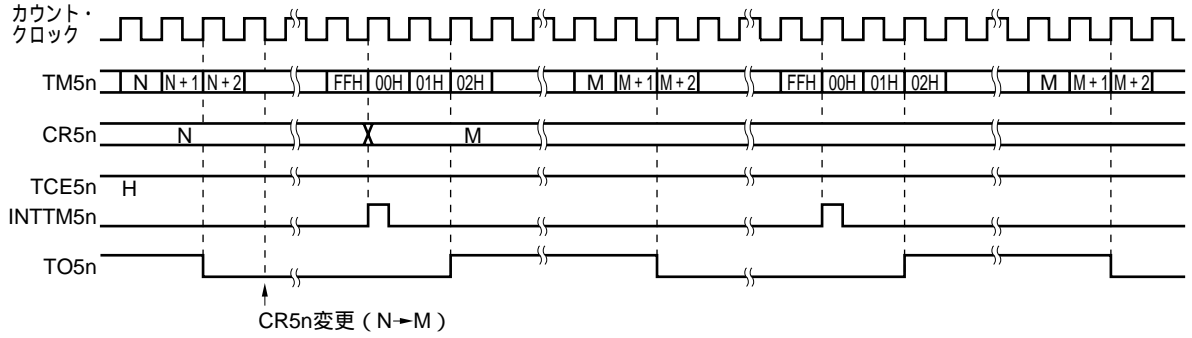 カウント・
クロック
TM5n N N+1 N+2 FFH 00H 01H 02H M M+1 M+2 FFH 00H 01H 02H M M+1 M+2
CR5n N M
TCE5n H
INTTM5n
TO5n
CR5n変更(N→M)